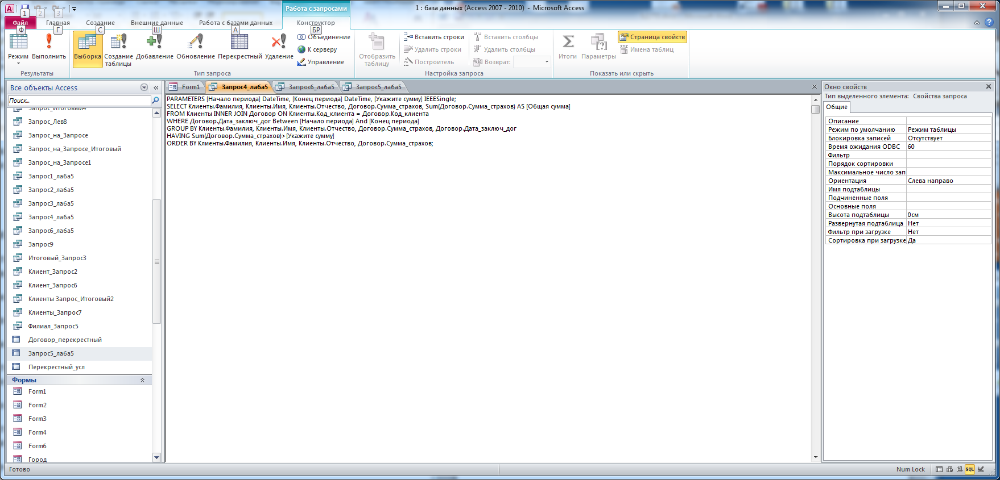 Работа с запросами
1 : база данных (Access 2007 - 2010)  -  Microsoft Access
1
2
3
Файл
Главная
Создание
Внешние данные
Работа с базами данных
Конструктор
Ф
Г
С
Ш
А
БР
Режим
Выполнить
Выборка
Создание таблицы
Добавление
Обновление
Перекрестный
Удаление
Объединение
К серверу
Управление
Отобразить таблицу
Вставить строки
Удалить строки
Построитель
Вставить столбцы
Удалить столбцы
Возврат:
Итоги
Параметры
Страница свойств
Имена таблиц
Результаты
Тип запроса
Настройка запроса
Показать или скрыть
Все объекты Access
Поиск...
Запрос_Итоговый4
Запрос_Лев8
Запрос_на_Запросе
Запрос_на_Запросе_Итоговый
Запрос_на_Запросе1
Запрос1_лаба5
Запрос2_лаба5
Запрос3_лаба5
Запрос4_лаба5
Запрос6_лаба5
Запрос9
Итоговый_Запрос3
Клиент_Запрос2
Клиент_Запрос6
Клиенты Запрос_Итоговый2
Клиенты_Запрос7
Филиал_Запрос5
Договор_перекрестный
Запрос5_лаба5
Перекрестный_усл
Формы
Form1
Form2
Form3
Form4
Form6
Город
Form1
Запрос4_лаба5
Запрос6_лаба5
Запрос5_лаба5
PARAMETERS [Начало периода] DateTime, [Конец периода] DateTime, [Укажите сумму] IEEESingle;
SELECT Клиенты.Фамилия, Клиенты.Имя, Клиенты.Отчество, Договор.Сумма_страхов, Sum(Договор.Сумма_страхов) AS [Общая сумма]
FROM Клиенты INNER JOIN Договор ON Клиенты.Код_клиента = Договор.Код_клиента
WHERE Договор.Дата_заключ_дог Between [Начало периода] And [Конец периода]
GROUP BY Клиенты.Фамилия, Клиенты.Имя, Клиенты.Отчество, Договор.Сумма_страхов, Договор.Дата_заключ_дог
HAVING Sum(Договор.Сумма_страхов)>[Укажите сумму]
ORDER BY Клиенты.Фамилия, Клиенты.Имя, Клиенты.Отчество, Договор.Сумма_страхов;
Окно свойств
Тип выделенного элемента:  Свойства запроса
Общие
Описание
Режим по умолчанию Режим таблицы
Блокировка записей Отсутствует
Время ожидания ODBC 60
Фильтр
Порядок сортировки
Максимальное число зап
Ориентация Слева направо
Имя подтаблицы
Подчиненные поля
Основные поля
Высота подтаблицы 0см
Развернутая подтаблица Нет
Фильтр при загрузке Нет
Сортировка при загрузке Да
Готово
Num Lock
SQL